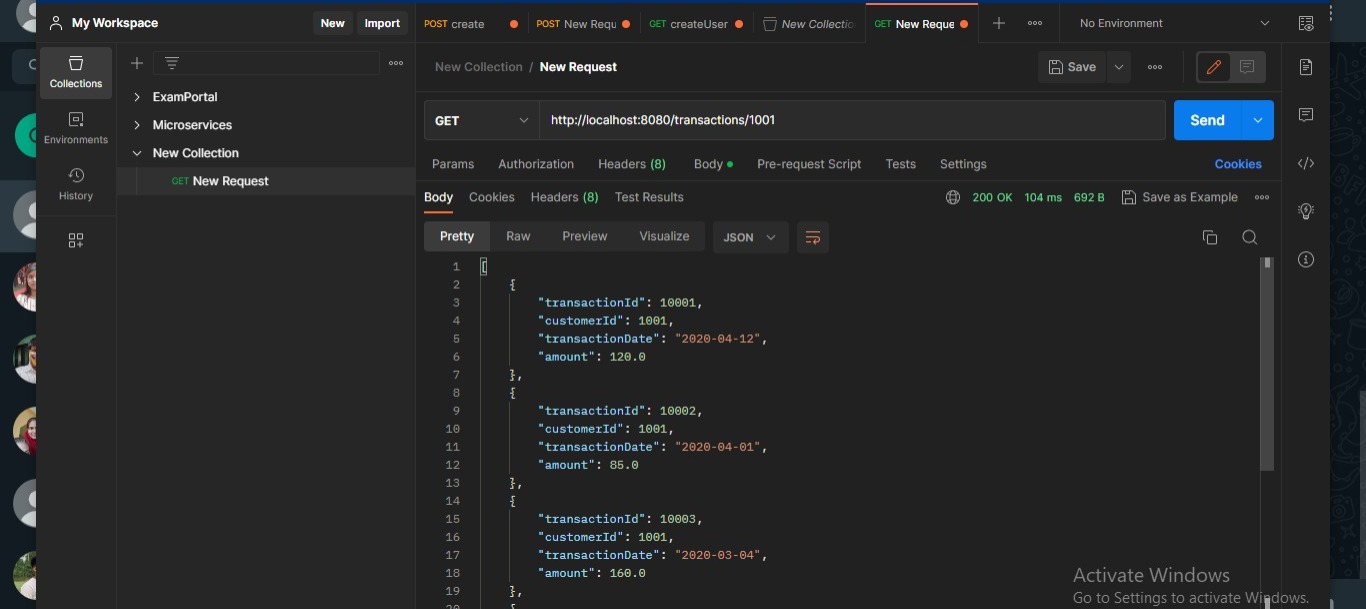 My Workspace
New
Import
POST create
POST New Requ
GET createUser
New Collectio
GET New Reque
No Environment
Collections
Environments
History
ExamPortal
Microservices
New Collection
GET New Request
New Collection / New Request
Save
GET
http://localhost:8080/transactions/1001
Send
Params
Authorization
Headers (8)
Body
Pre-request Script
Tests
Settings
Cookies
Body
Cookies
Headers (8)
Test Results
200 OK 104 ms 692 B
Save as Example
Pretty
Raw
Preview
Visualize
JSON
1 [
2 {
3 "transactionId": 10001,
4 "customerId": 1001,
5 "transactionDate": "2020-04-12",
6 "amount": 120.0
7 },
8 {
9 "transactionId": 10002,
10 "customerId": 1001,
11 "transactionDate": "2020-04-01",
12 "amount": 85.0
13 },
14 {
15 "transactionId": 10003,
16 "customerId": 1001,
17 "transactionDate": "2020-03-04",
18 "amount": 160.0
19 },
20 {
Activate Windows
Go to Settings to activate Windows.